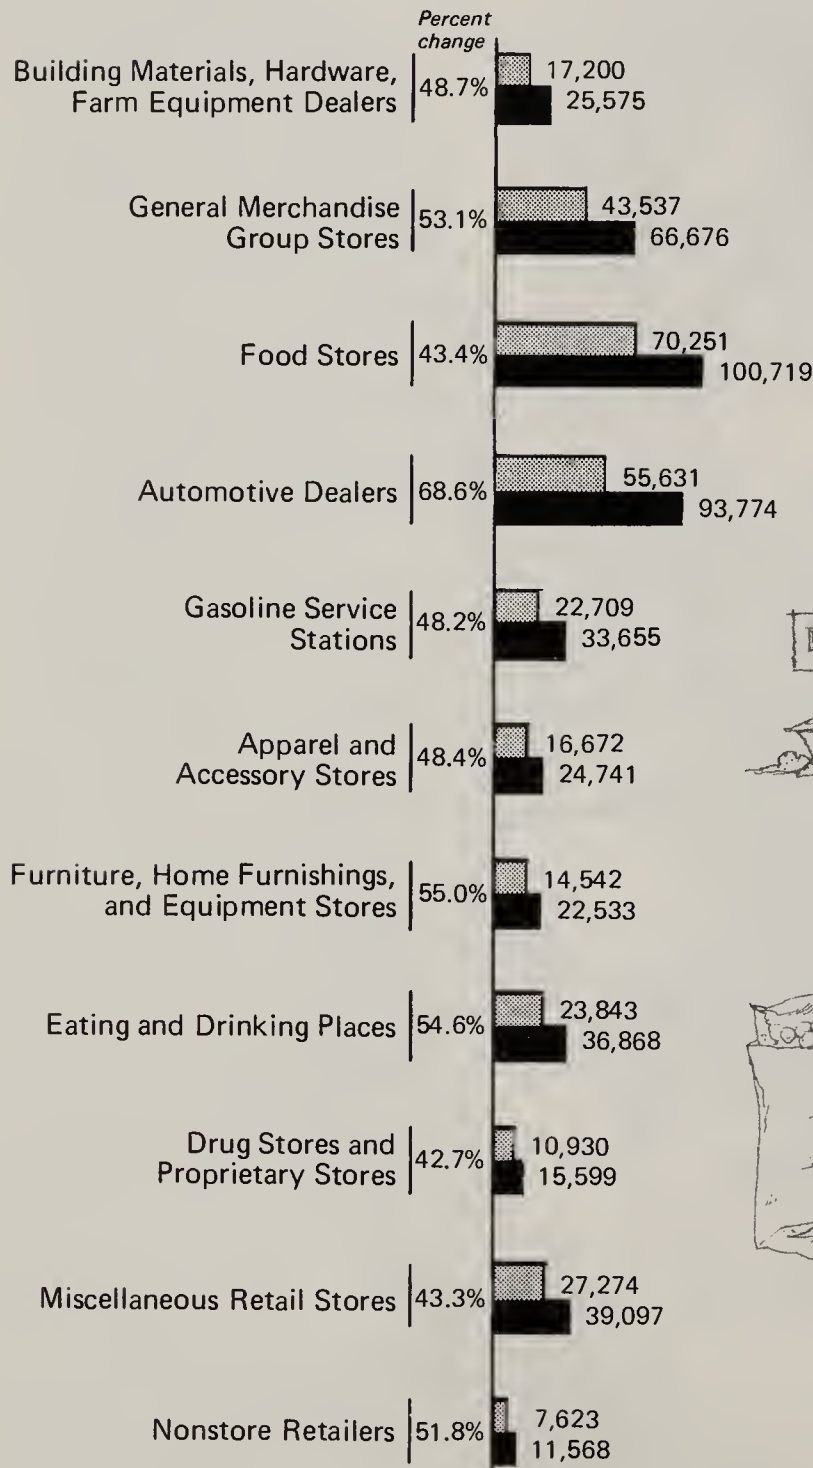 Percent
change
Building Materials, Hardware,
Farm Equipment Dealers
48.7%
17,200
25,575
General Merchandise
Group Stores
53.1%
43,537
66,676
Food Stores
43.4%
70,251
100,719
Automotive Dealers
68.6%
55,631
93,774
Gasoline Service
Stations
48.2%
22,709
33,655
Apparel and
Accessory Stores
48.4%
16,672
24,741
Furniture, Home Furnishings,
and Equipment Stores
55.0%
14,542
22,533
Eating and Drinking Places
54.6%
23,843
36,868
Drug Stores and
Proprietary Stores
42.7%
10,930
15,599
Miscellaneous Retail Stores
43.3%
27,274
39,097
Nonstore Retailers
51.8%
7,623
11,568